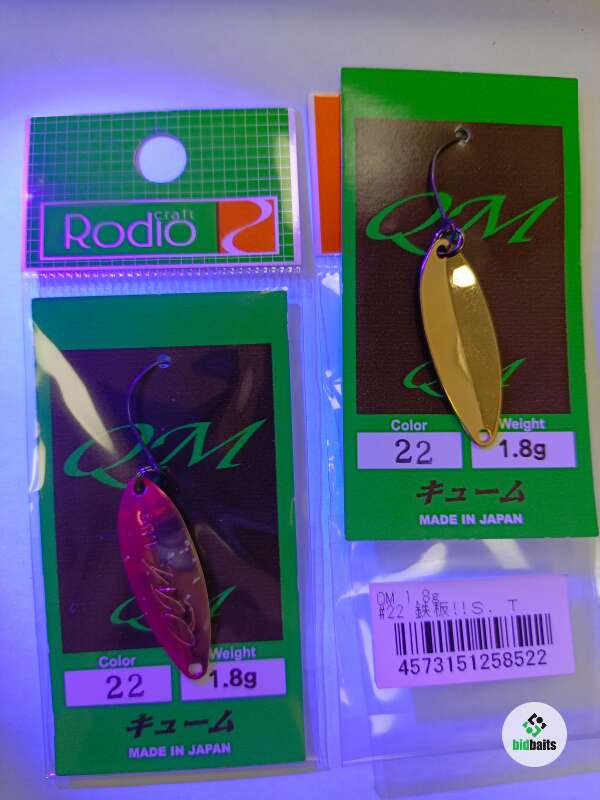 Rodio
craft
QM
QM
Color
Weight
22
1.8g
キューム
MADE IN JAPAN
QM
QM
Color
Weight
22
1.8g
キューム
MADE IN JAPAN
QM 1.8g
#22 鉄板!!S. T
4573151258522
bidbaits